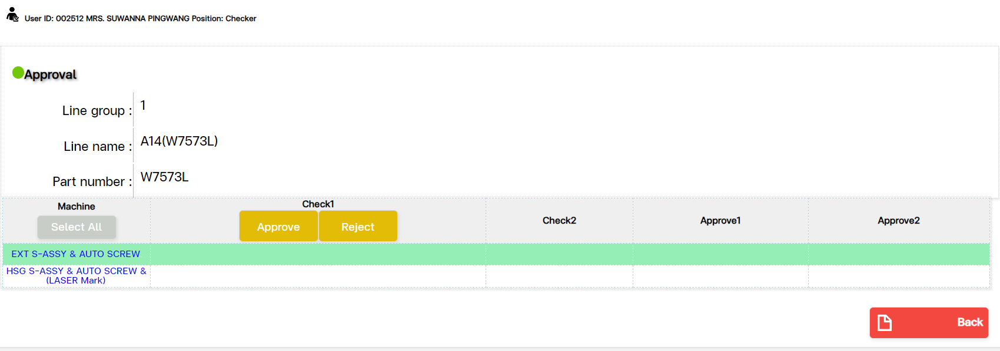 User ID: 002512 MRS. SUWANNA PINGWANG Position: Checker
Approval
Line group : 1
Line name : A14(W7573L)
Part number : W7573L
Machine
Select All
Check1
Approve Reject
Check2
Approve1
Approve2
EXT S-ASSY & AUTO SCREW
HSG S-ASSY & AUTO SCREW &
(LASER Mark)
Back